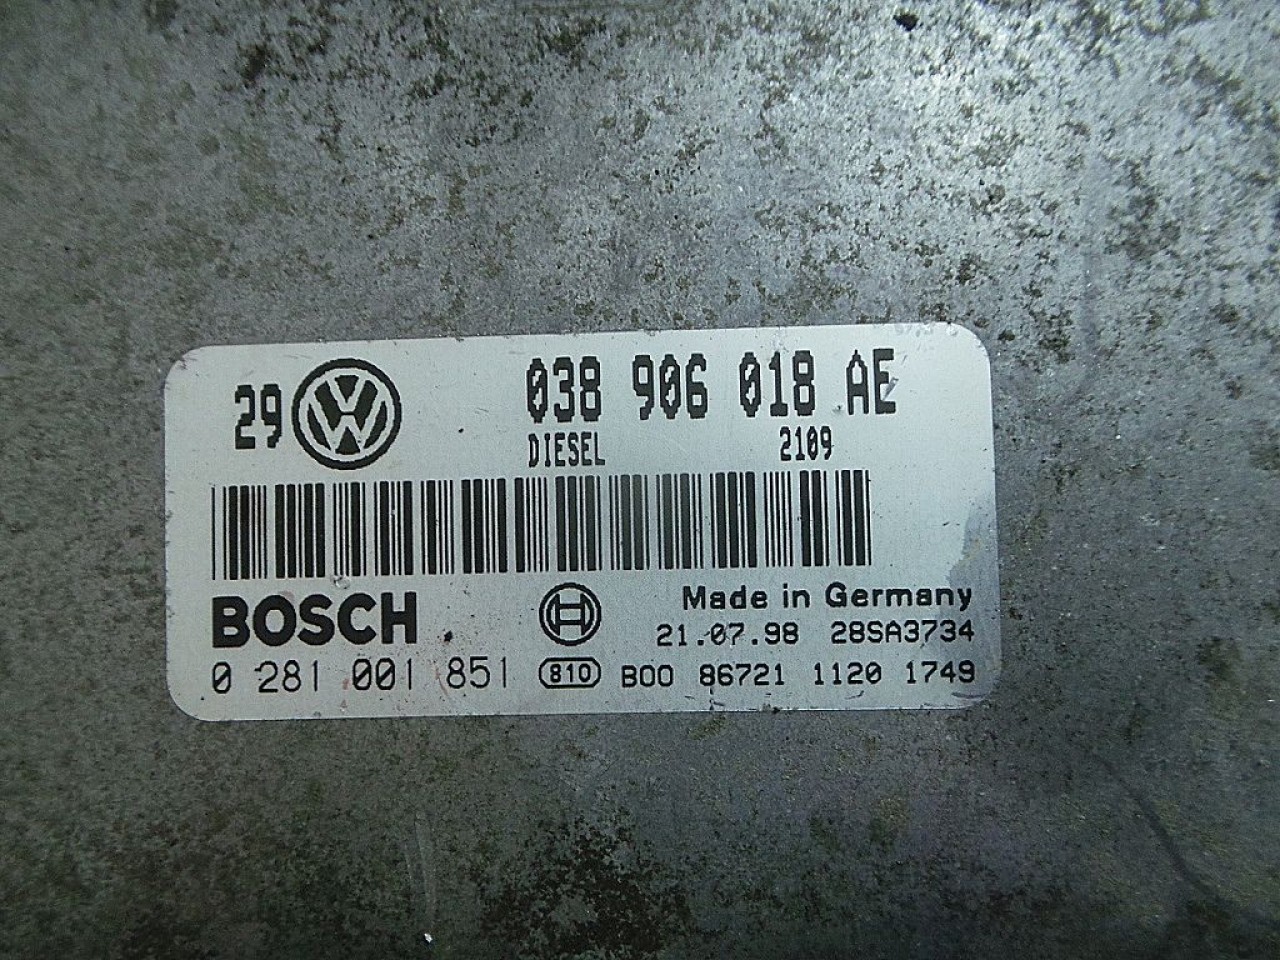 29 VW 038 906 018 AE
DIESEL 2109
BOSCH Made in Germany
21.07.98 28SA3734
0 281 001 851 810 B00 86721 1120 1749